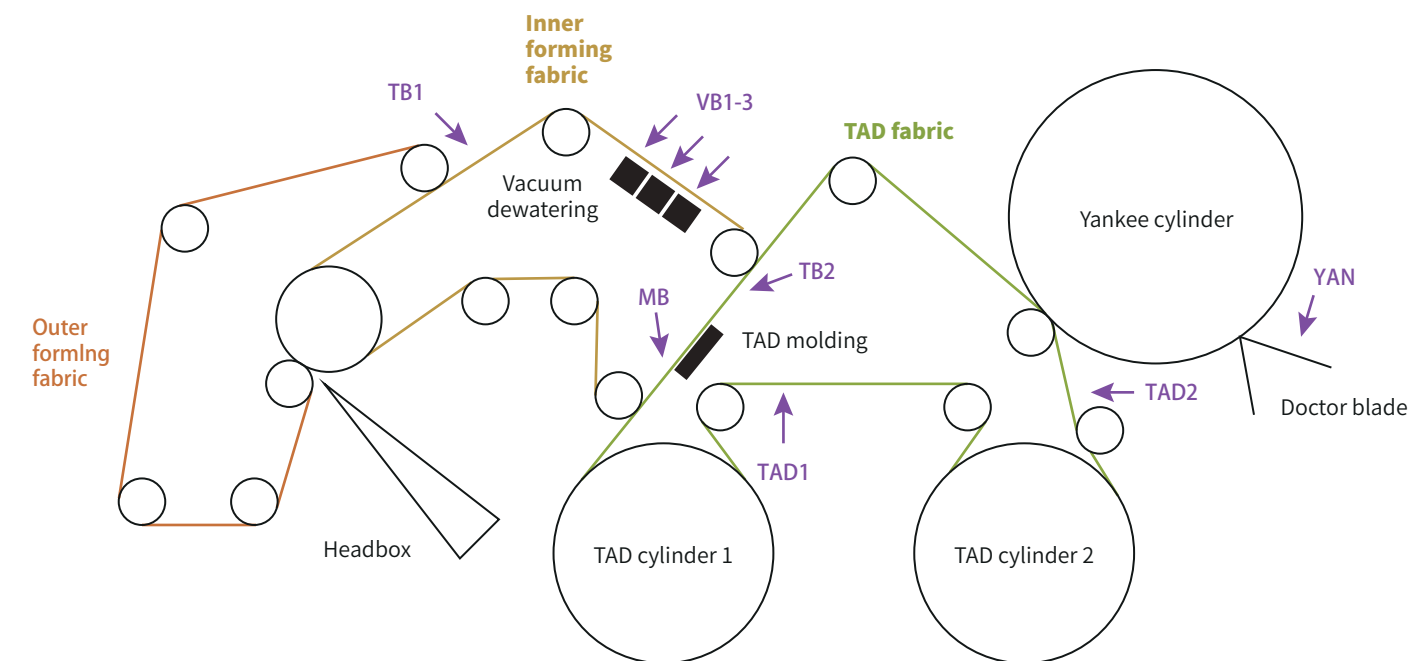 Inner
forming
fabric
TB1
VB1-3
TAD fabric
Vacuum
dewatering
Yankee cylinder
TB2
YAN
MB
Outer
formIng
fabric
TAD molding
TAD2
Doctor blade
TAD1
Headbox
TAD cylinder 1
TAD cylinder 2